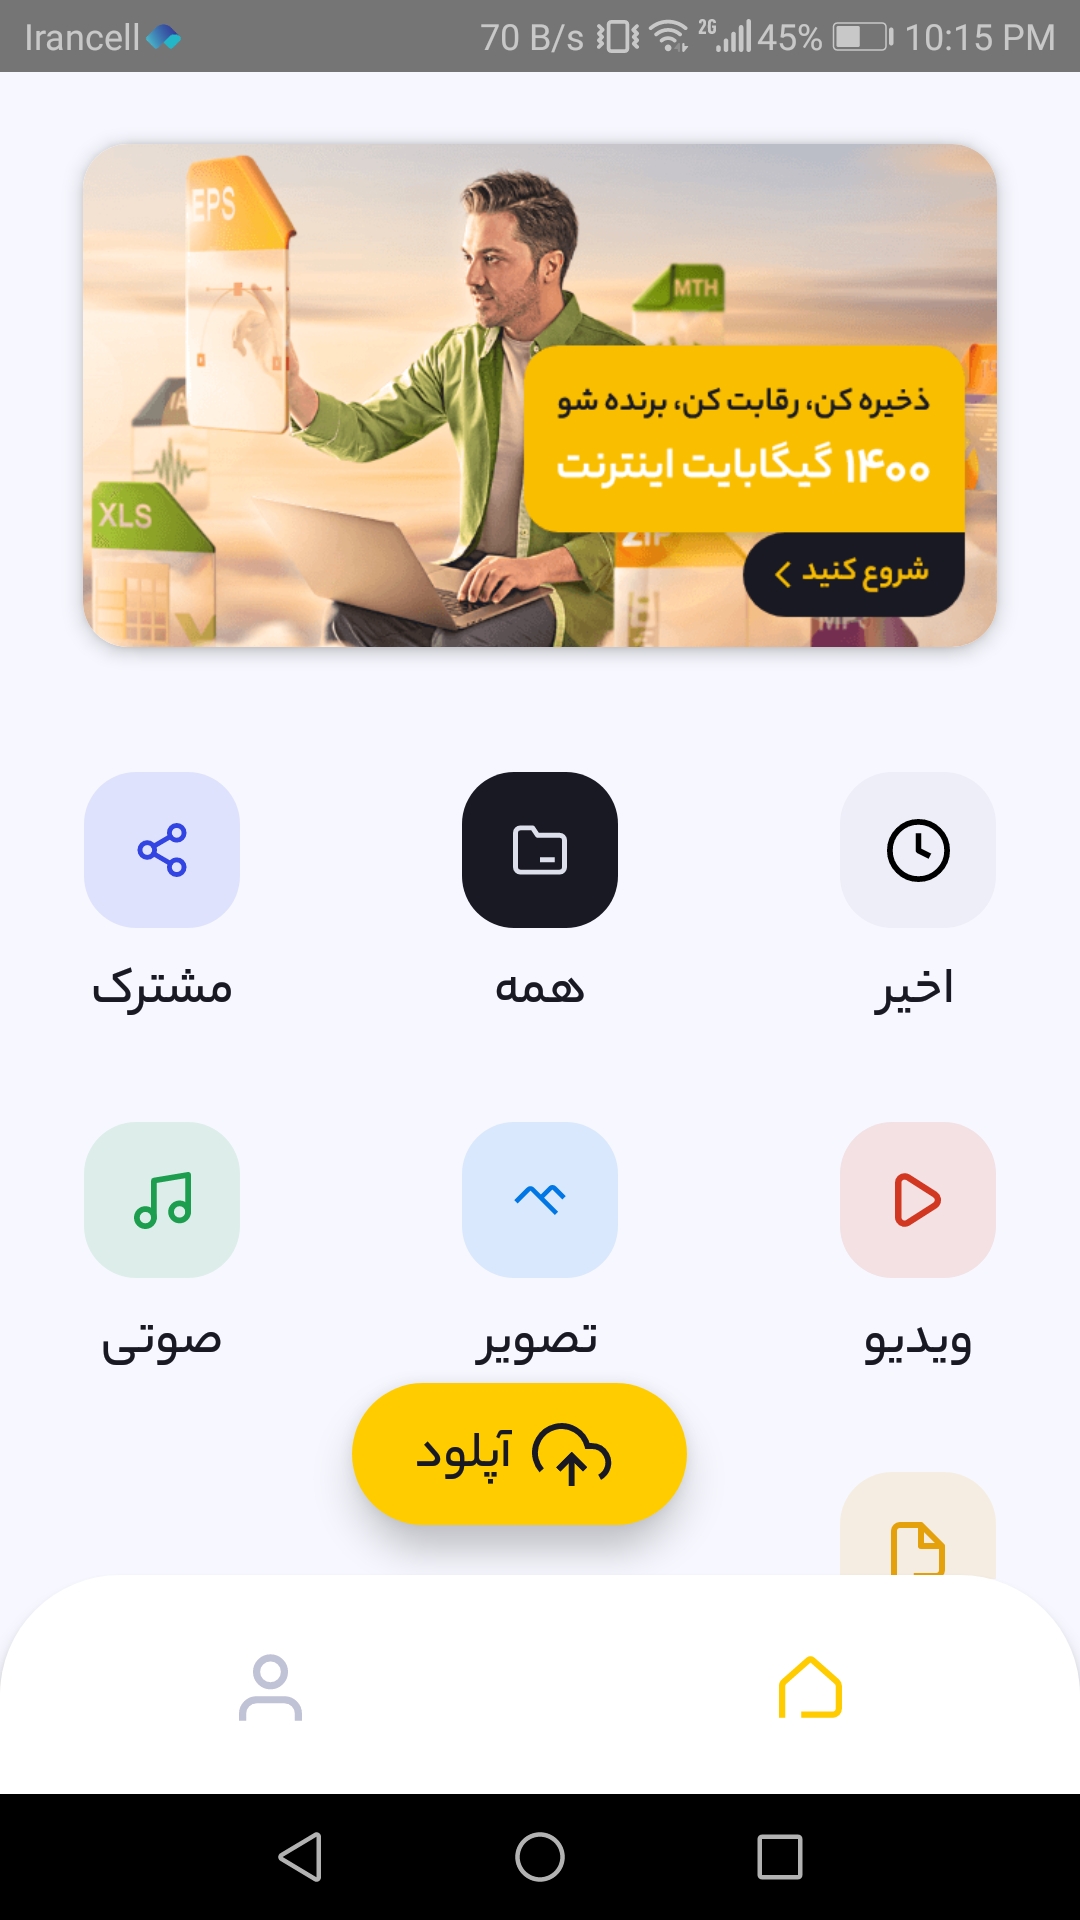 Irancell 70 B/s 2G 45% 10:15 PM
EPS
MTH
ذخیره کن، رقابت کن، برنده شو
۱۴۰۰ گیگابایت اینترنت
XLS
ZIP
شروع کنید
اخیر
همه
مشترک
ویدیو
تصویر
صوتی
آپلود